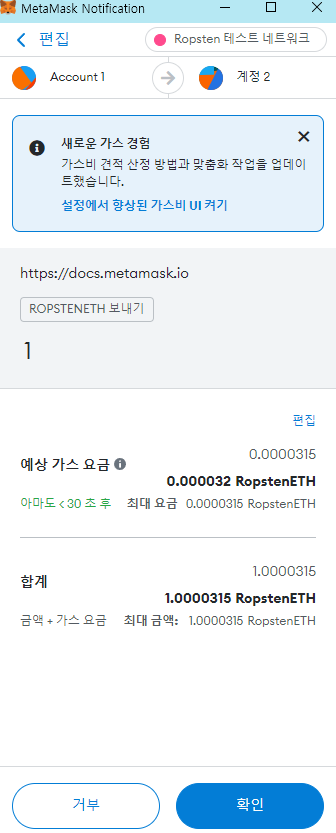 MetaMask Notification
편집
Ropsten 테스트 네트워크
Account 1
계정 2
새로운 가스 경험
가스비 견적 산정 방법과 맞춤화 작업을 업데이
트했습니다.
설정에서 향상된 가스비 UI 켜기
https://docs.metamask.io
ROPSTENETH 보내기
1
편집
0.0000315
예상 가스 요금
0.000032 RopstenETH
아마도 < 30 초 후 최대 요금 0.0000315 RopstenETH
1.0000315
합계
1.0000315 RopstenETH
금액 + 가스 요금 최대 금액: 1.0000315 RopstenETH
거부
확인